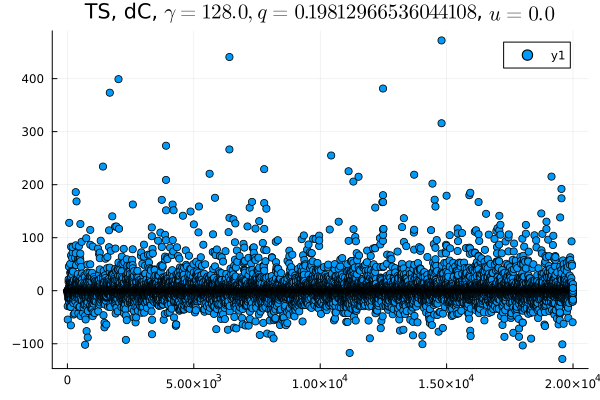 TS, dC, γ = 128.0, q = 0.19812966536044108, u = 0.0
y1
400
300
200
100
0
−100
0 5.00×10³ 1.00×10⁴ 1.50×10⁴ 2.00×10⁴